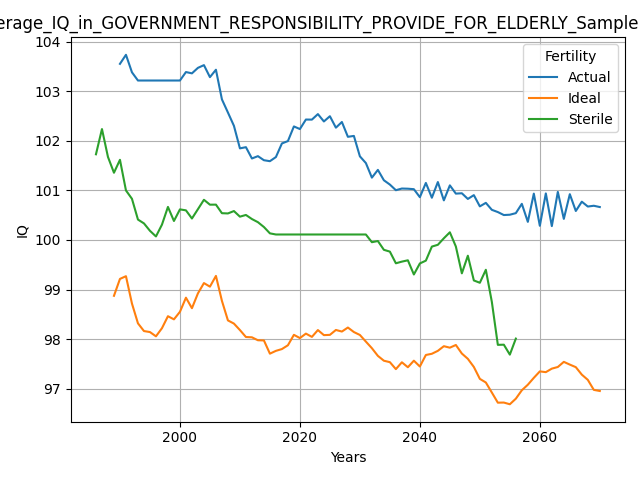 erage_IQ_in_GOVERNMENT_RESPONSIBILITY_PROVIDE_FOR_ELDERLY_Sample
104
103
102
101
100
99
98
97
IQ
Fertility
Actual
Ideal
Sterile
2000
2020
2040
2060
Years